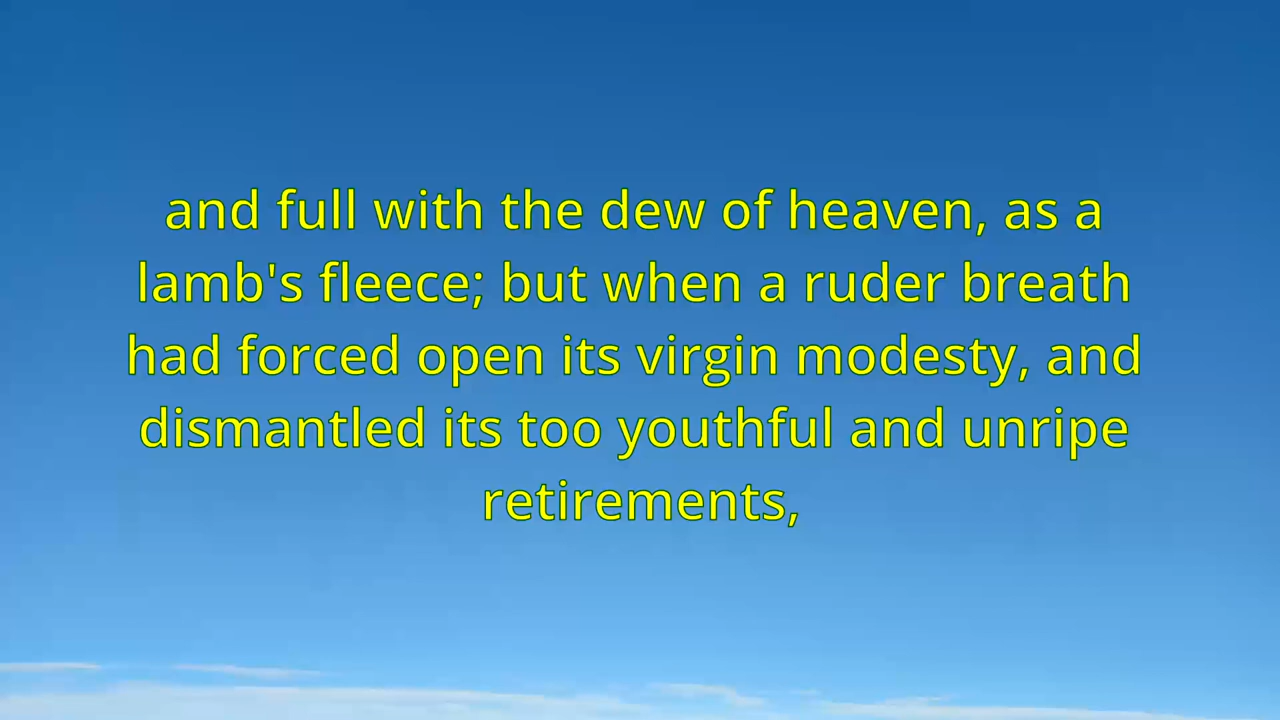 and full with the dew of heaven, as a
lamb's fleece; but when a ruder breath
had forced open its virgin modesty, and
dismantled its too youthful and unripe
retirements,